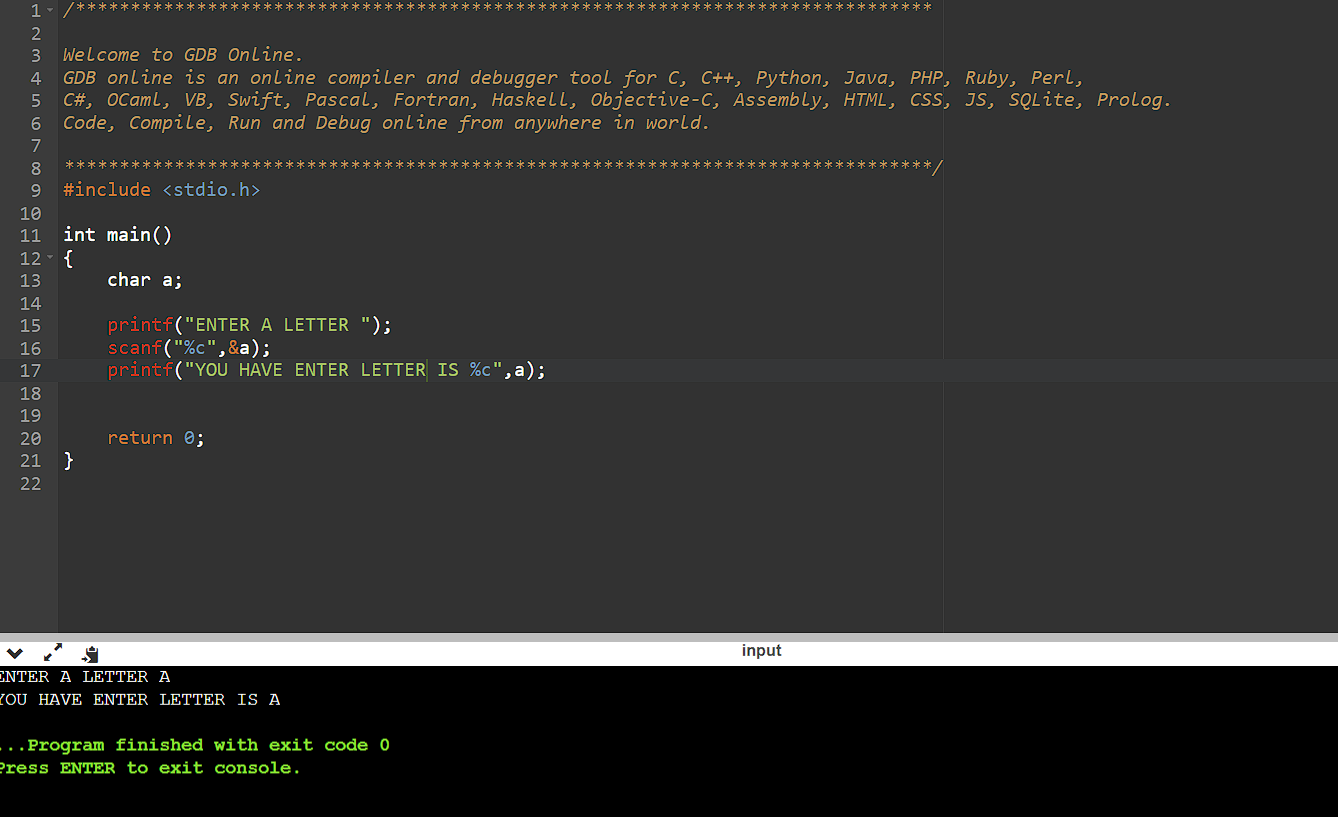 1 /******************************************************************************
2
3 Welcome to GDB Online.
4 GDB online is an online compiler and debugger tool for C, C++, Python, Java, PHP, Ruby, Perl,
5 C#, OCaml, VB, Swift, Pascal, Fortran, Haskell, Objective-C, Assembly, HTML, CSS, JS, SQLite, Prolog.
6 Code, Compile, Run and Debug online from anywhere in world.
7
8 *******************************************************************************/
9 #include <stdio.h>
10
11 int main()
12 {
13 char a;
14
15 printf("ENTER A LETTER ");
16 scanf("%c",&a);
17 printf("YOU HAVE ENTER LETTER IS %c",a);
18
19
20 return 0;
21 }
22
input
ENTER A LETTER A
YOU HAVE ENTER LETTER IS A
...Program finished with exit code 0
Press ENTER to exit console.